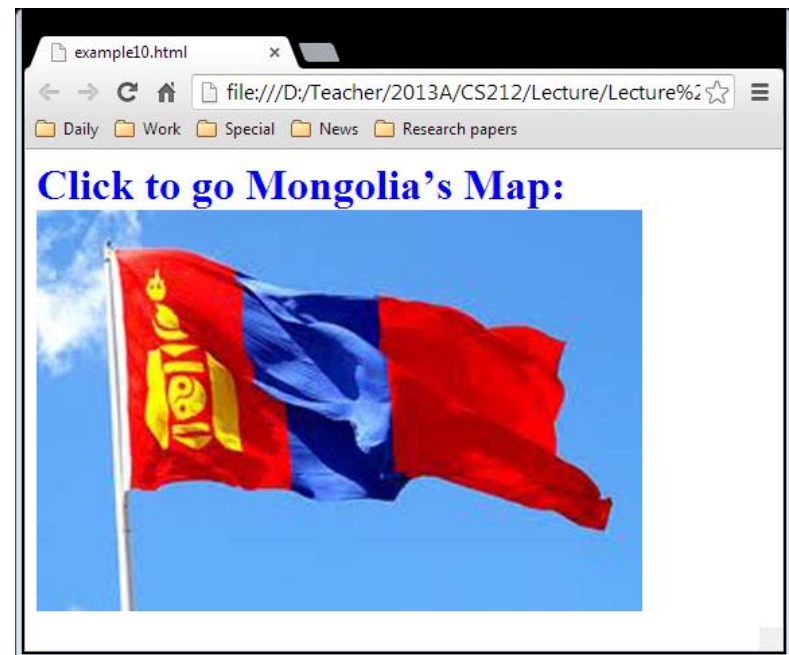 example10.html
file:///D:/Teacher/2013A/CS212/Lecture/Lecture%2
Daily Work Special News Research papers
Click to go Mongolia’s Map: